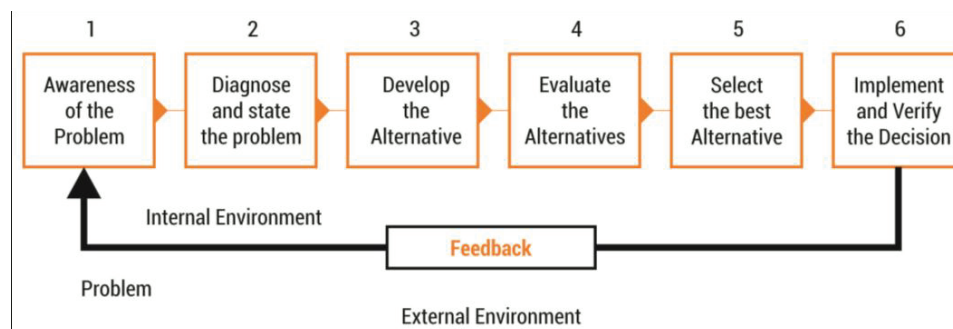 1 2 3 4 5 6
Awareness
of the
Problem
Diagnose
and state
the problem
Develop
the
Alternative
Evaluate
the
Alternatives
Select
the best
Alternative
Implement
and Verify
the Decision
Internal Environment
Feedback
Problem
External Environment